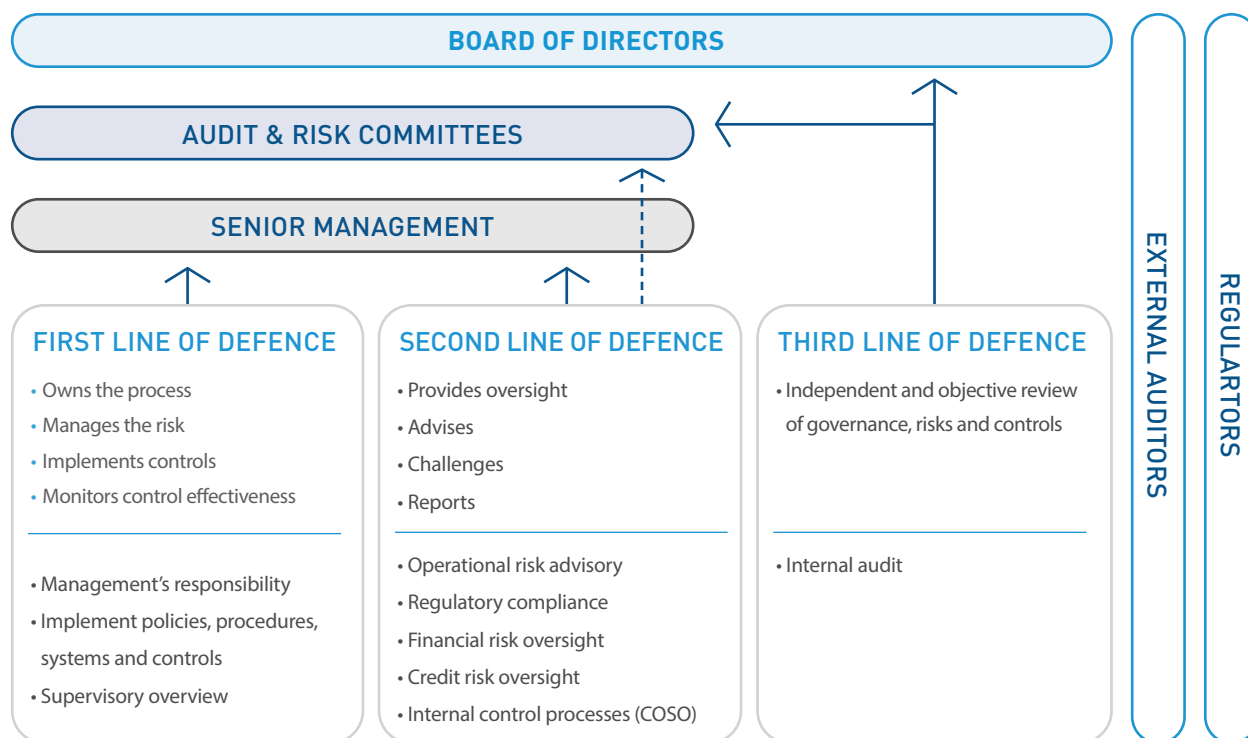 BOARD OF DIRECTORS
AUDIT & RISK COMMITTEES
SENIOR MANAGEMENT
FIRST LINE OF DEFENCE
• Owns the process
• Manages the risk
• Implements controls
• Monitors control effectiveness
• Management’s responsibility
• Implement policies, procedures,
systems and controls
• Supervisory overview
SECOND LINE OF DEFENCE
• Provides oversight
• Advises
• Challenges
• Reports
• Operational risk advisory
• Regulatory compliance
• Financial risk oversight
• Credit risk oversight
• Internal control processes (COSO)
THIRD LINE OF DEFENCE
• Independent and objective review
of governance, risks and controls
• Internal audit
EXTERNAL AUDITORS
REGULARTORS